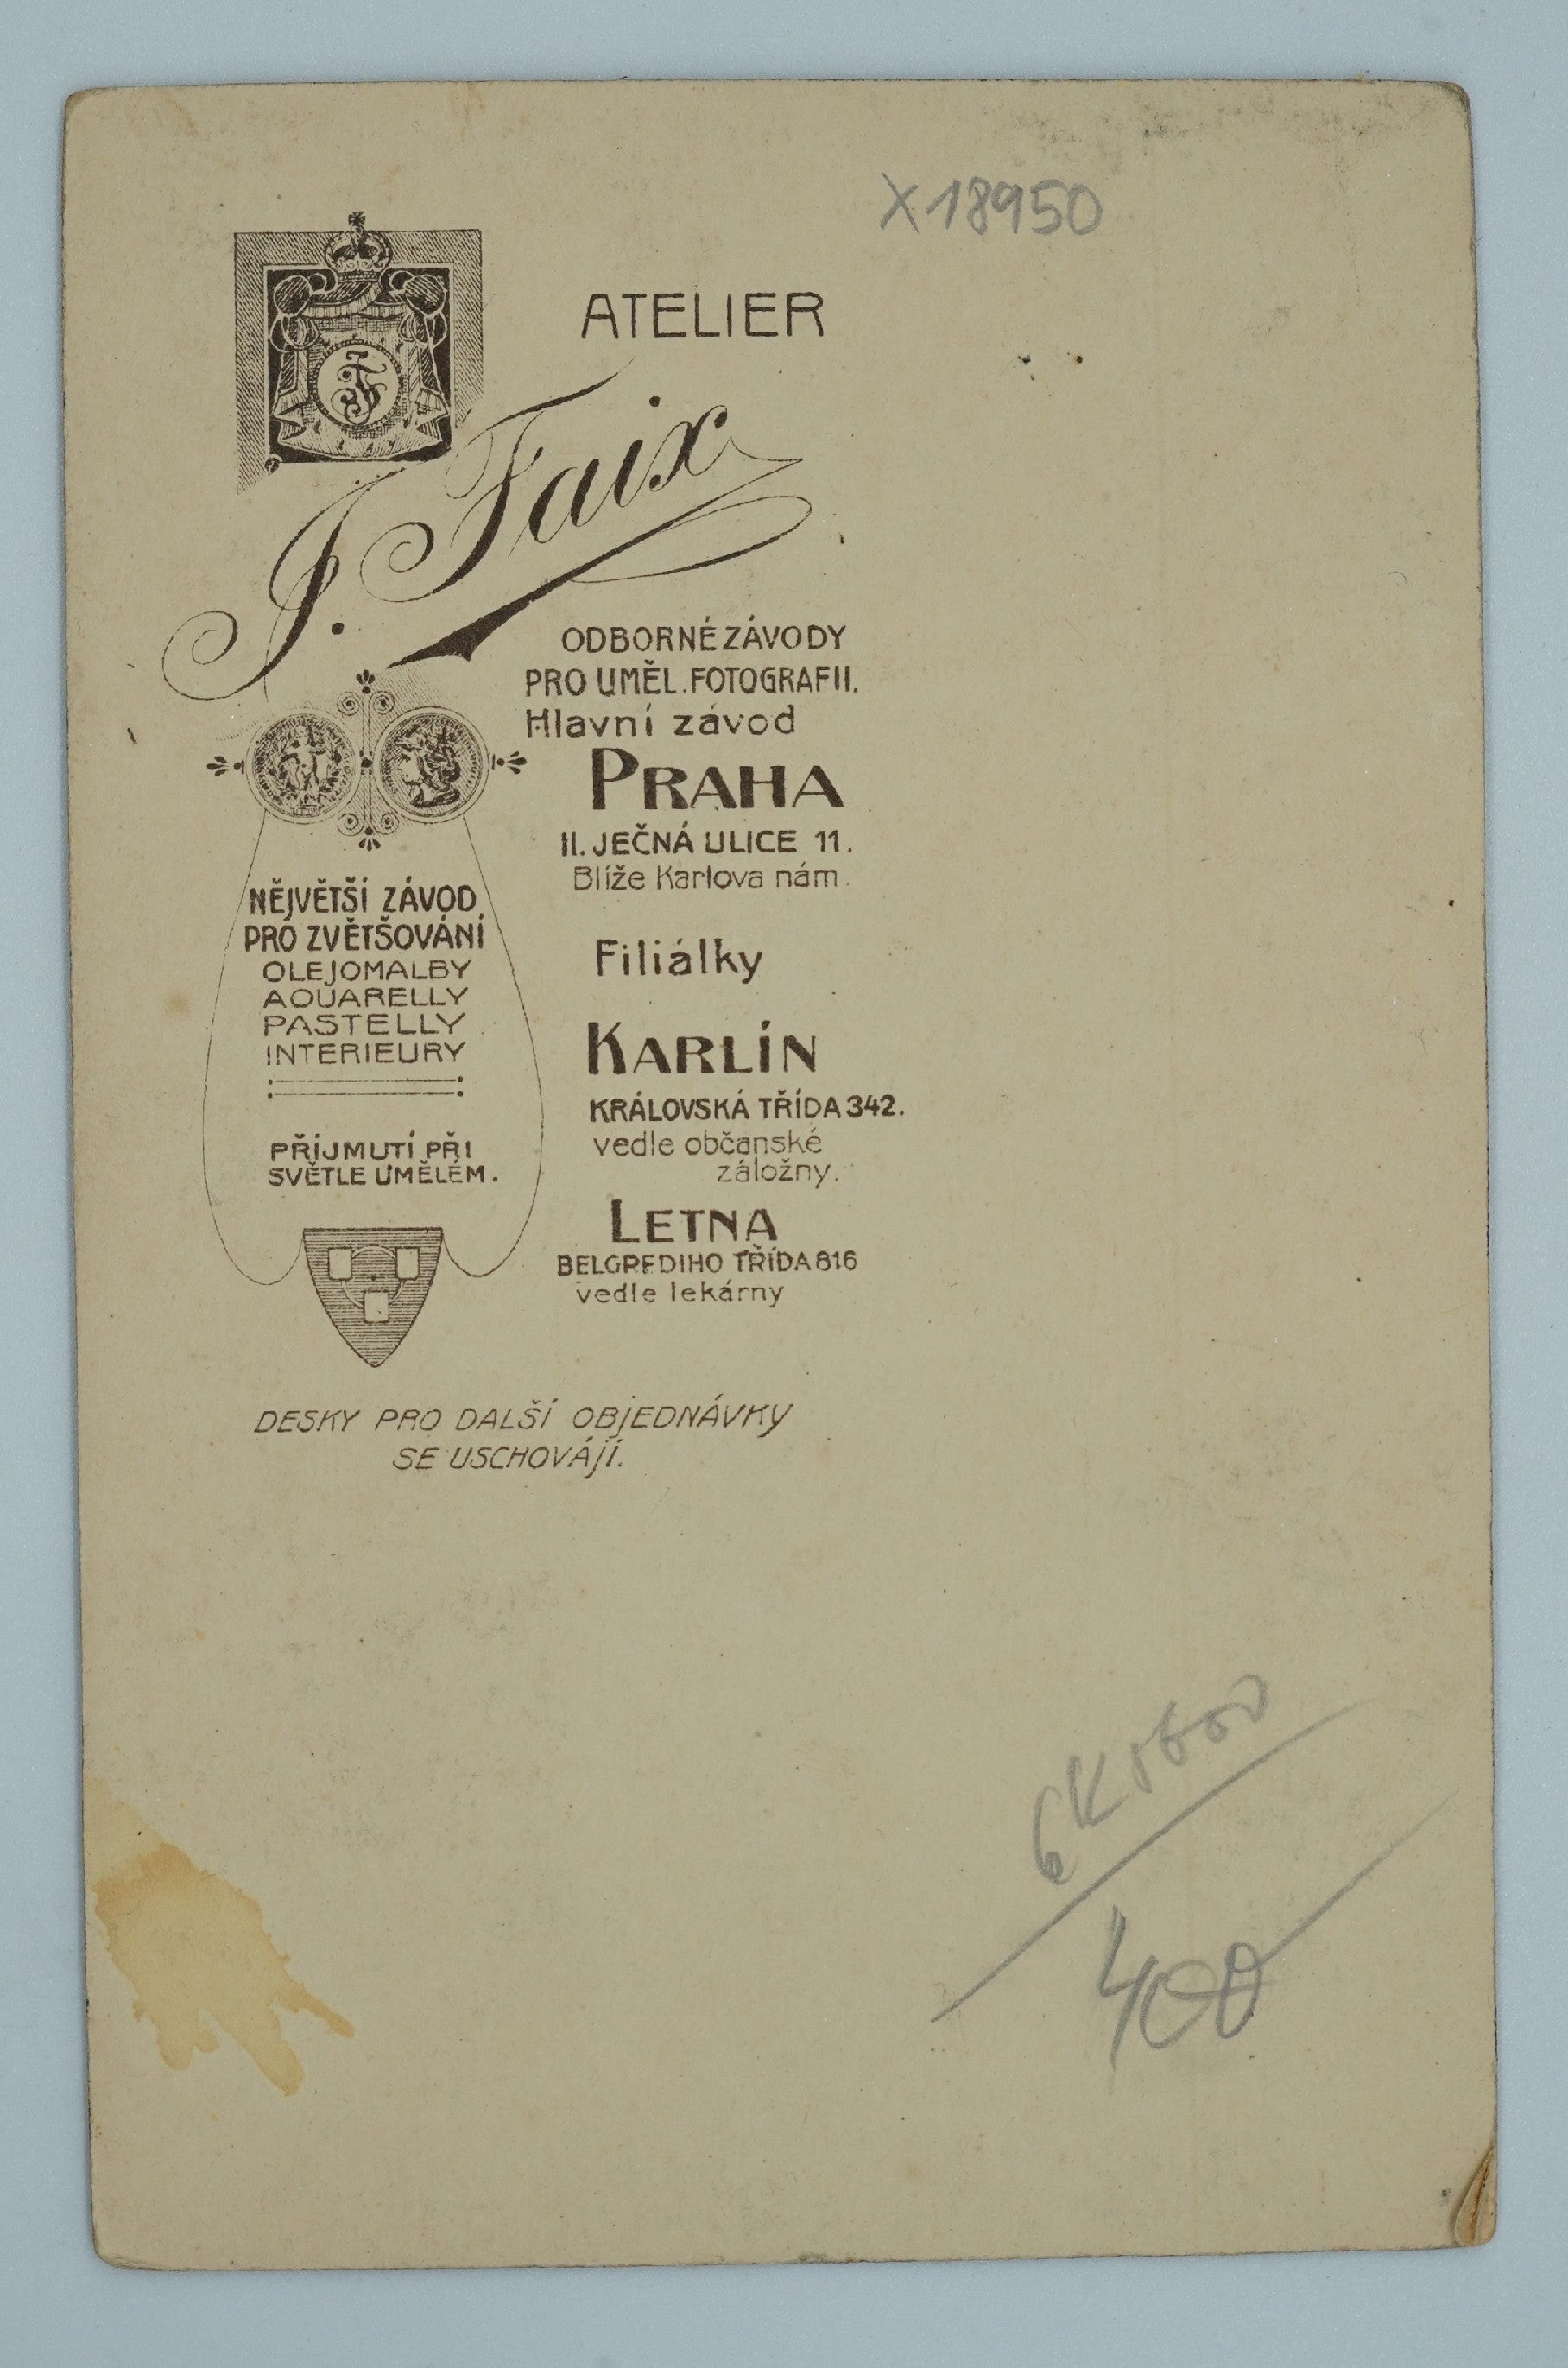 X18950
ATELIER
J. Faix
ODBORNÉ ZÁVODY
PRO UMĚL. FOTOGRAFII.
Hlavní závod
PRAHA
II. JEČNÁ ULICE 11.
Blíže Karlova nám.
NĚJVĚTŠÍ ZÁVOD
PRO ZVĚTŠOVÁNÍ
OLEJOMALBY
AQUARELLY
PASTELLY
INTERIEURY
PŘIJMUTÍ PŘI
SVĚTLE UMĚLÉM.
Filiálky
KARLÍN
KRÁLOVSKÁ TŘÍDA 342.
vedle občanské
záložny.
LETNA
BELGREDIHO TŘÍDA 816
vedle lekárny
DESKY PRO DALŠÍ OBJEDNÁVKY
SE USCHOVÁJÍ.
400